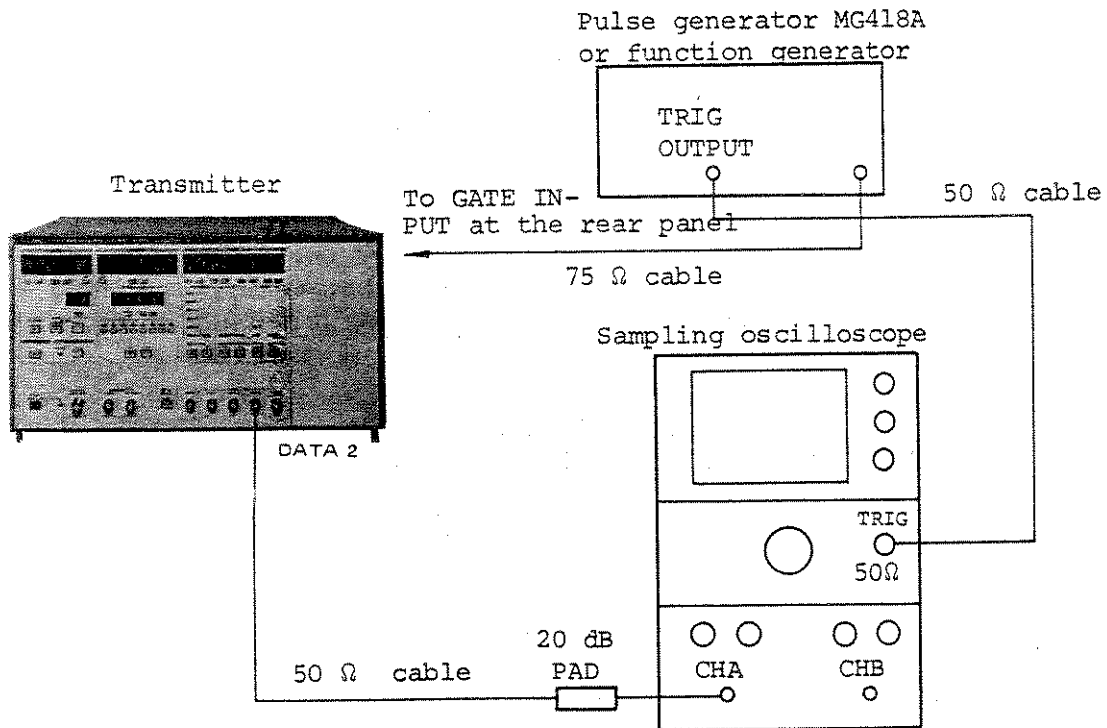 Pulse generator MG418A
or function generator
TRIG
OUTPUT
Transmitter
To GATE IN-
PUT at the rear panel
50 Ω cable
75 Ω cable
Sampling oscilloscope
DATA 2
TRIG
50Ω
20 dB
PAD
CHA
CHB
50 Ω cable